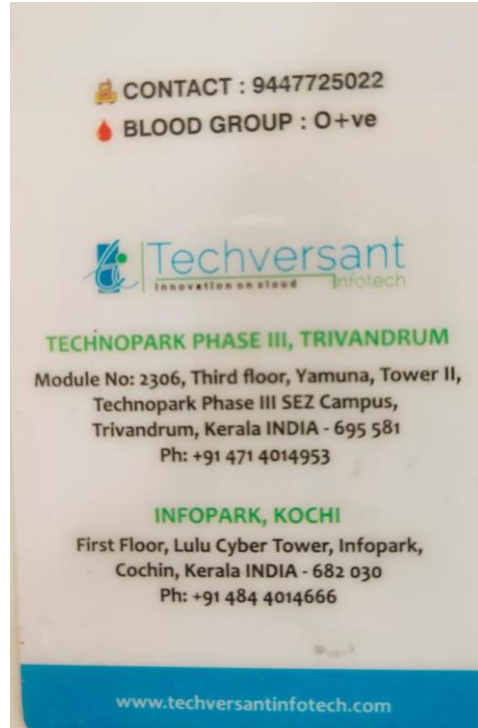 CONTACT : 9447725022
BLOOD GROUP : O+ve
Techversant
Innovation on cloud Infotech
TECHNOPARK PHASE III, TRIVANDRUM
Module No: 2306, Third floor, Yamuna, Tower II,
Technopark Phase III SEZ Campus,
Trivandrum, Kerala INDIA - 695 581
Ph: +91 471 4014953
INFOPARK, KOCHI
First Floor, Lulu Cyber Tower, Infopark,
Cochin, Kerala INDIA - 682 030
Ph: +91 484 4014666
www.techversantinfotech.com